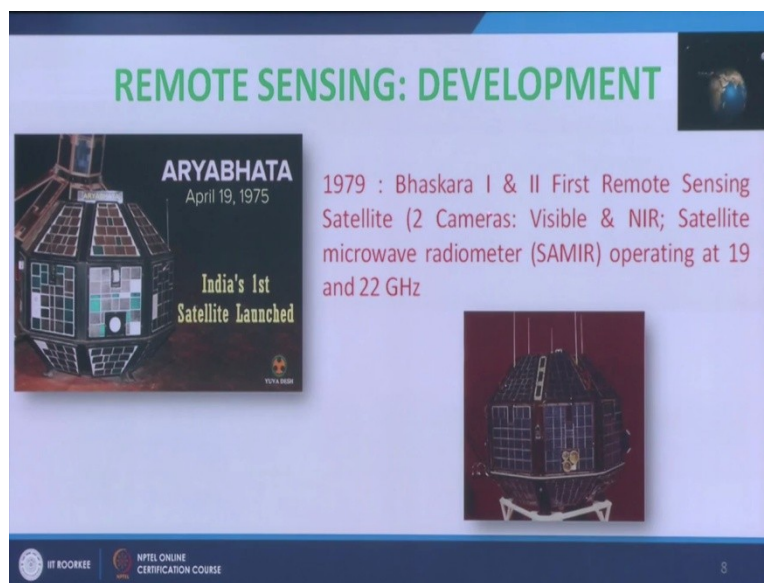 REMOTE SENSING: DEVELOPMENT
ARYABHATA
April 19, 1975
India's 1st
Satellite Launched
YUVA DESH
1979 : Bhaskara I & II First Remote Sensing
Satellite (2 Cameras: Visible & NIR; Satellite
microwave radiometer (SAMIR) operating at 19
and 22 GHz
IIT ROORKEE
NPTEL ONLINE
CERTIFICATION COURSE
8